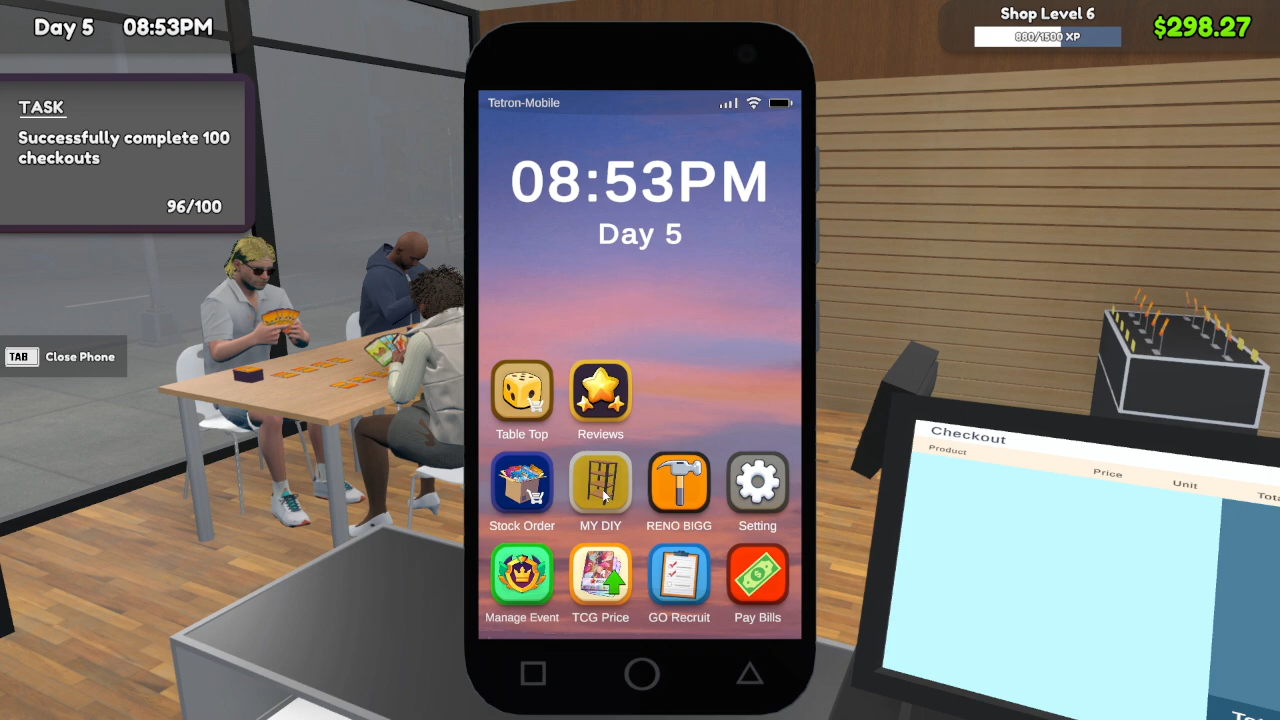 Day 5 08:53PM
Shop Level 6
880/1500 XP
$298.27
TASK
Successfully complete 100
checkouts
96/100
TAB Close Phone
Tetron-Mobile
08:53PM
Day 5
Table Top
Reviews
Stock Order
MY DIY
RENO BIGG
Setting
Manage Event
TCG Price
GO Recruit
Pay Bills
Checkout
Product Price Unit